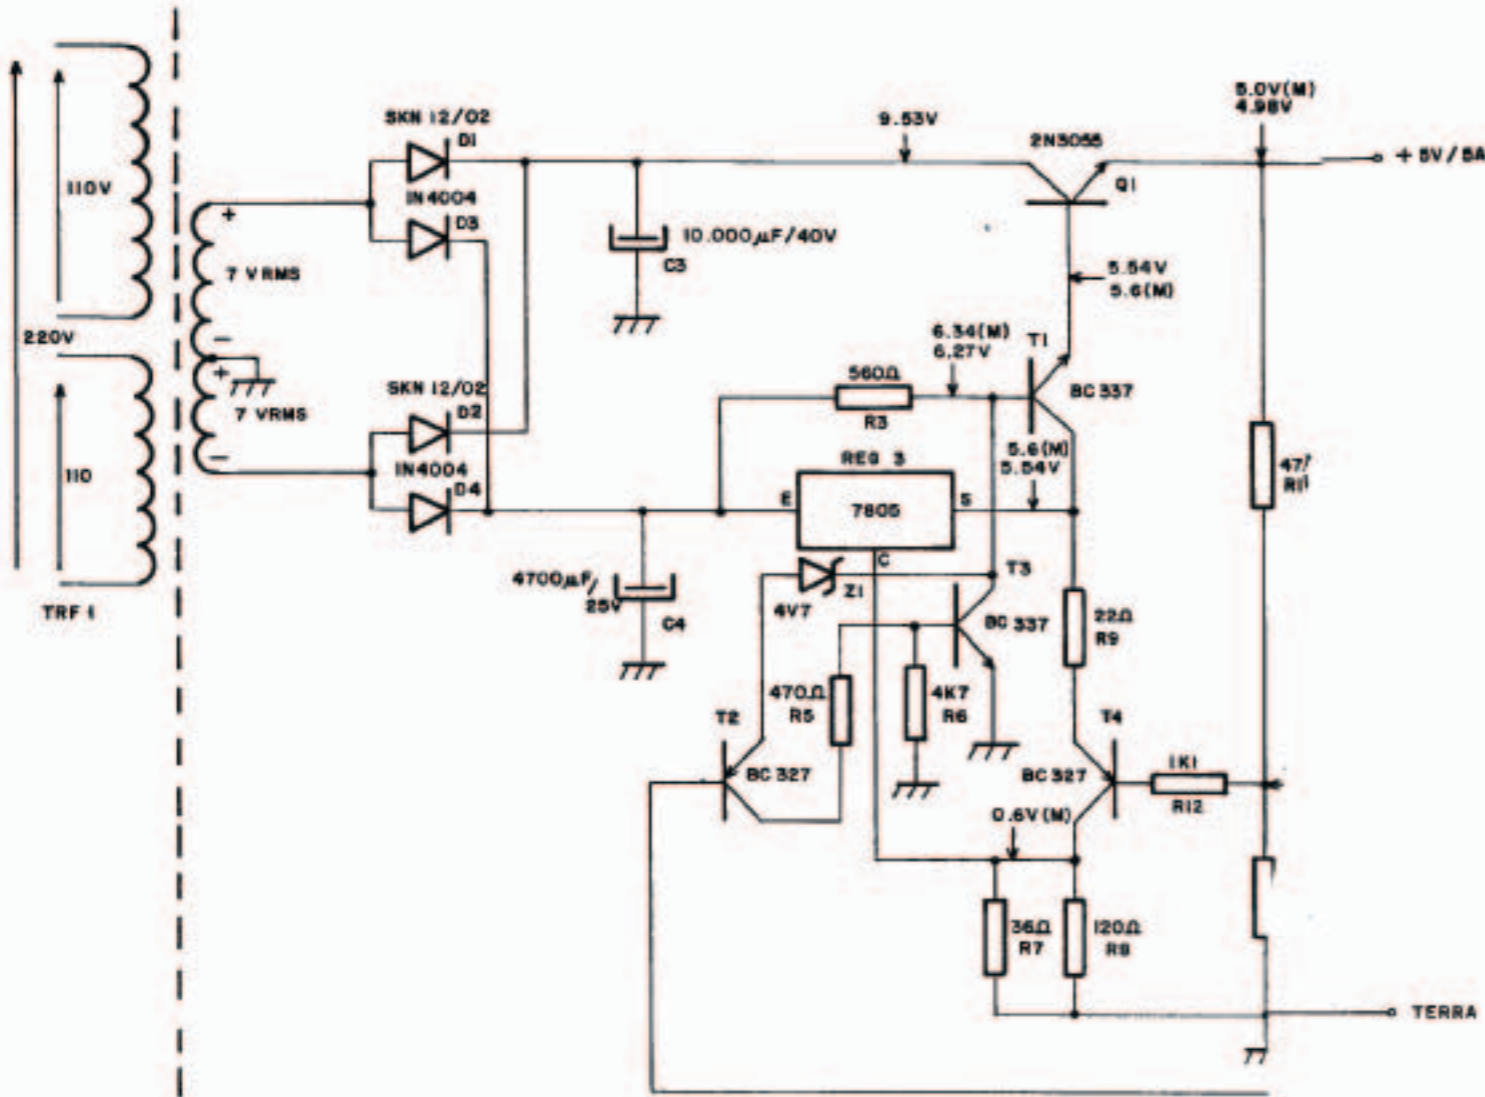 110V
220V
110
TRF 1
+
7 VRMS
-
+
7 VRMS
-
SKN 12/02
D1
IN4004
D3
SKN 12/02
D2
IN4004
D4
10.000µF/40V
C3
4700µF/
25V
C4
9.53V
2N3055
Q1
5.0V(M)
4.98V
+5V/5A
5.54V
5.6(M)
6.34(M)
6.27V
T1
BC 337
560Ω
R3
5.6(M)
5.54V
REG 3
E
7805
S
C
4V7
Z1
T3
BC 337
22Ω
R9
470Ω
R5
4K7
R6
T2
BC 327
T4
BC 327
1K1
R12
0.6V(M)
36Ω
R7
120Ω
R8
TERRA